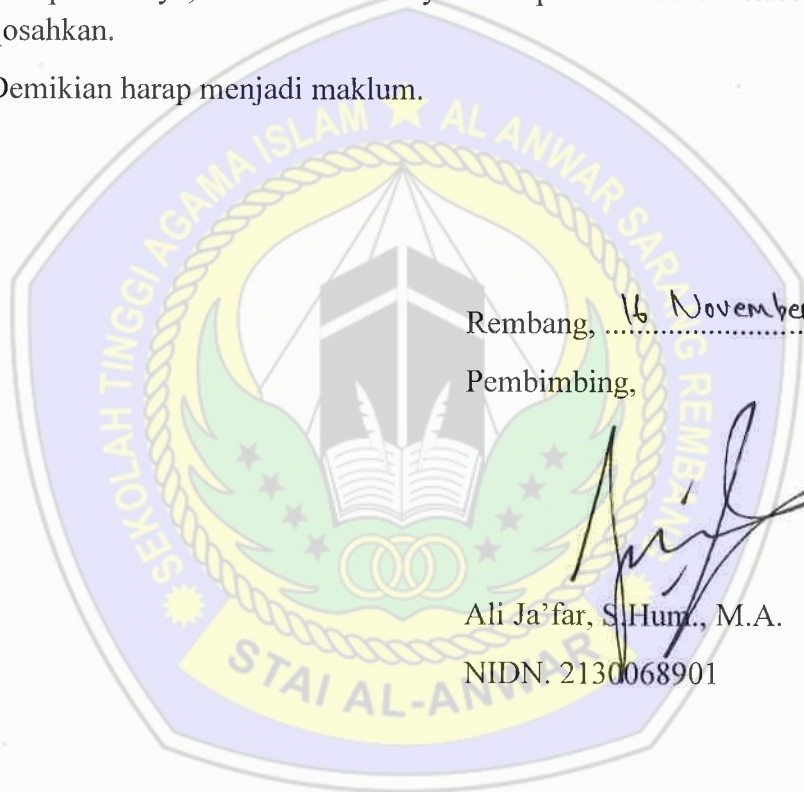 josahkan.
Demikian harap menjadi maklum.
SEKOLAH TINGGI AGAMA ISLAM ★ AL ANWAR SARANG REMBANG
Rembang, 16 November
Pembimbing,
Ali Ja'far, S.Hum., M.A.
NIDN. 2130068901
STAI AL-ANWAR